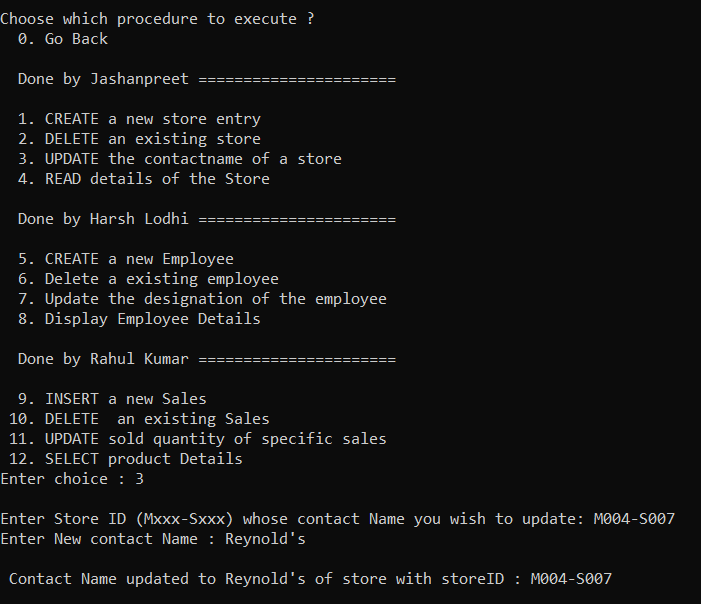 Choose which procedure to execute ?
0. Go Back
Done by Jashanpreet ======================
1. CREATE a new store entry
2. DELETE an existing store
3. UPDATE the contactname of a store
4. READ details of the Store
Done by Harsh Lodhi ======================
5. CREATE a new Employee
6. Delete a existing employee
7. Update the designation of the employee
8. Display Employee Details
Done by Rahul Kumar ======================
9. INSERT a new Sales
10. DELETE  an existing Sales
11. UPDATE sold quantity of specific sales
12. SELECT product Details
Enter choice : 3
Enter Store ID (Mxxx-Sxxx) whose contact Name you wish to update: M004-S007
Enter New contact Name : Reynold's
Contact Name updated to Reynold's of store with storeID : M004-S007